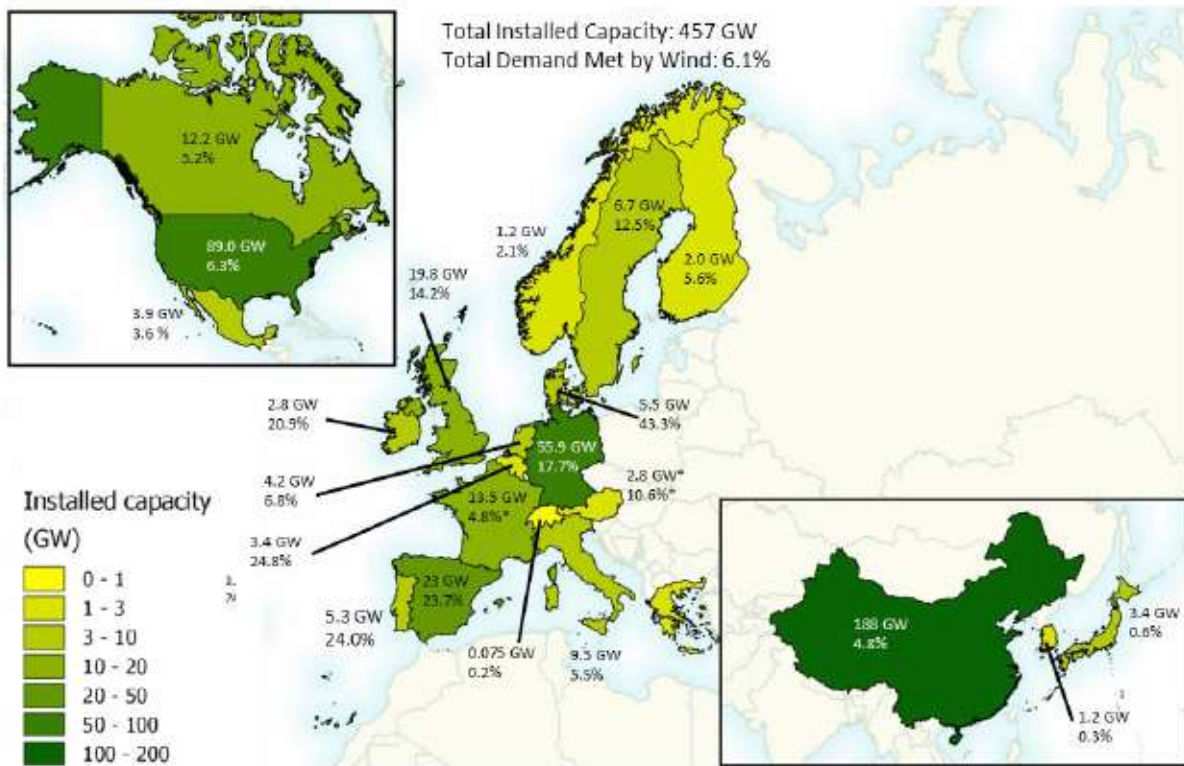 Total Installed Capacity: 457 GW
Total Demand Met by Wind: 6.1%
12.2 GW
5.2%
89.0 GW
6.3%
3.9 GW
3.6 %
1.2 GW
2.1%
6.7 GW
12.5%
2.0 GW
5.6%
19.8 GW
14.2%
2.8 GW
20.9%
5.5 GW
43.3%
55.9 GW
17.7%
4.2 GW
6.8%
2.8 GW*
10.6%*
13.5 GW
4.8%*
3.4 GW
24.8%
23 GW
23.7%
5.3 GW
24.0%
0.075 GW
0.2%
9.5 GW
5.5%
Installed capacity
(GW)
0 - 1
1 - 3
3 - 10
10 - 20
20 - 50
50 - 100
100 - 200
188 GW
4.8%
3.4 GW
0.6%
1.2 GW
0.3%